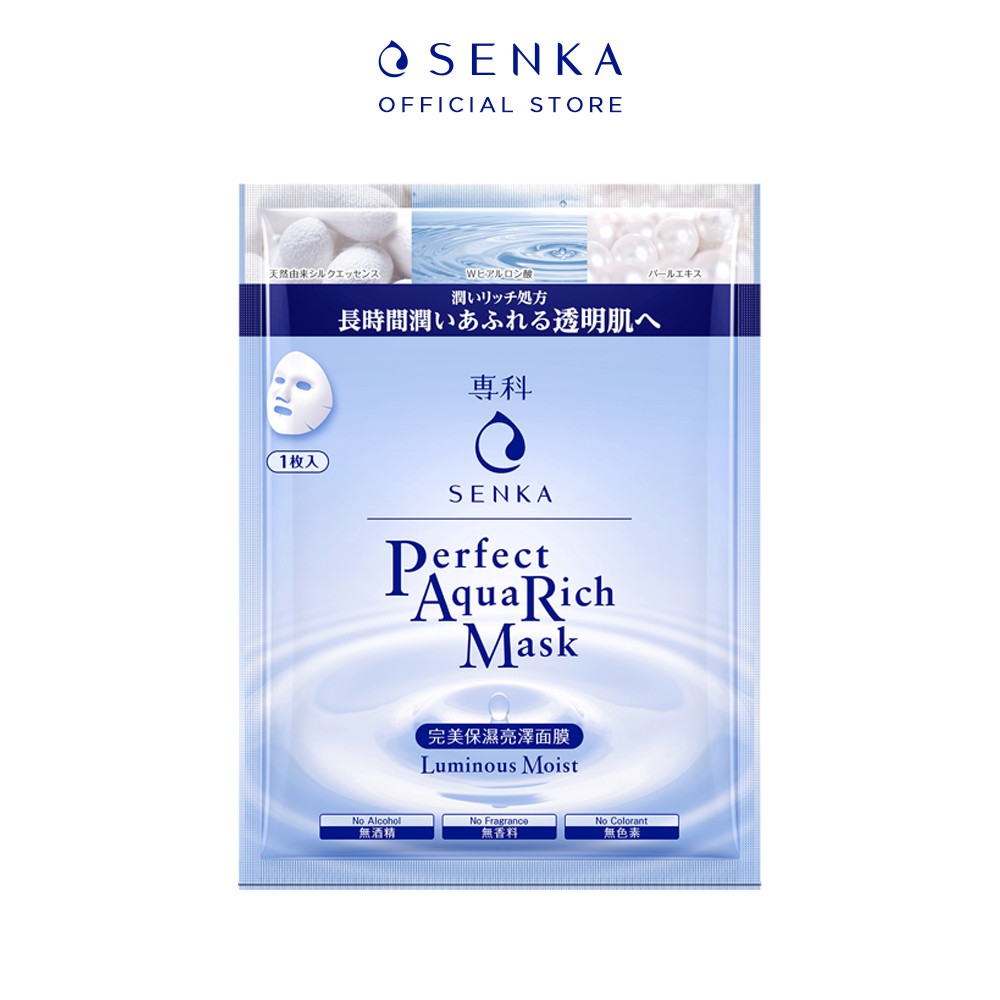 SENKA
OFFICIAL STORE
天然由来シルクエッセンス
Wヒアルロン酸
パールエキス
潤いリッチ処方
長時間潤いあふれる透明肌へ
1枚入
専科
SENKA
Perfect
AquaRich
Mask
完美保濕亮澤面膜
Luminous Moist
No Alcohol
無酒精
No Fragrance
無香料
No Colorant
無色素